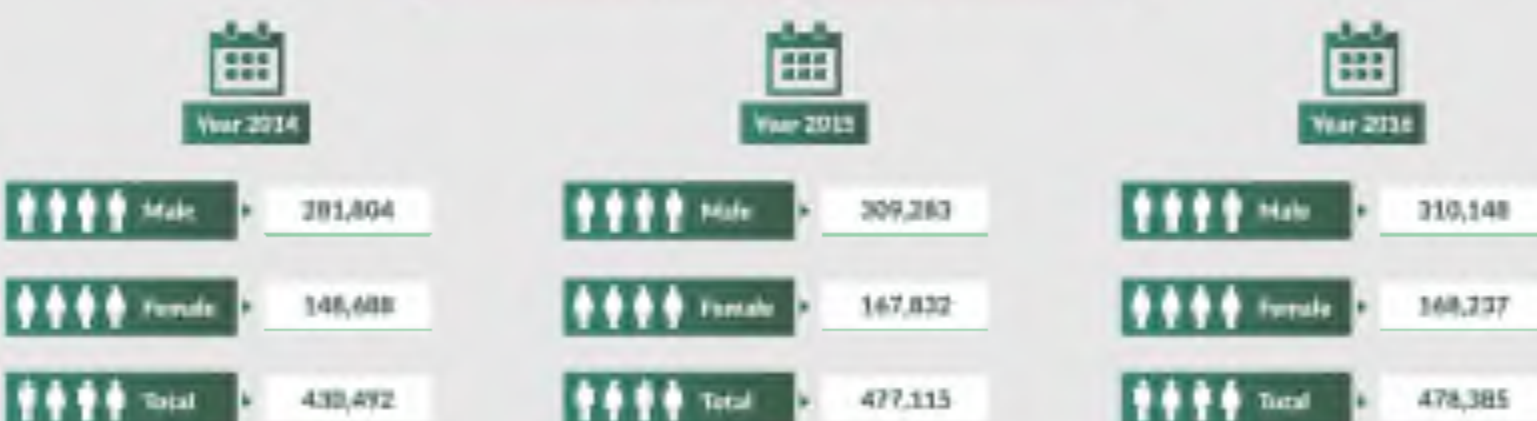 Year 2014 Year 2015 Year 2016
Male 281,804 Male 309,283 Male 310,148
Female 148,688 Female 167,832 Female 168,237
Total 430,492 Total 477,115 Total 478,385